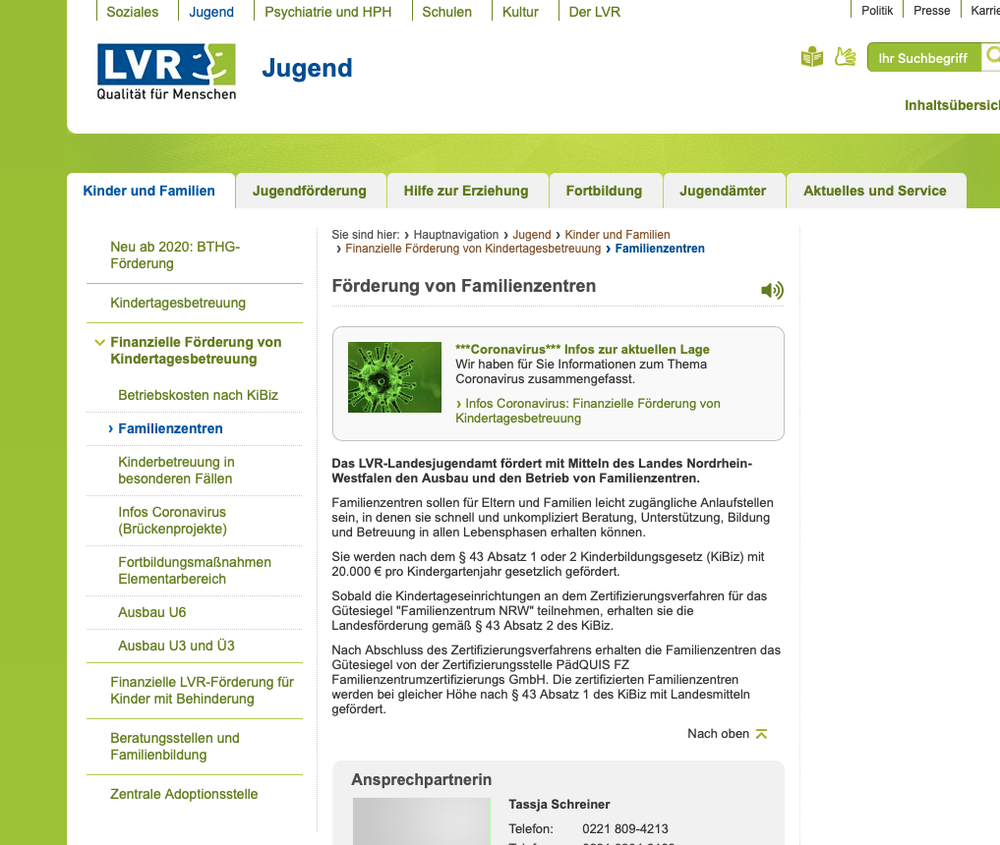 Soziales Jugend Psychiatrie und HPH Schulen Kultur Der LVR
Politik Presse
LVR
Qualität für Menschen
Jugend
Ihr Suchbegriff
Kinder und Familien Jugendförderung Hilfe zur Erziehung Fortbildung Jugendämter Aktuelles und Service
Neu ab 2020: BTHG-
Förderung
Kindertagesbetreuung
Finanzielle Förderung von
Kindertagesbetreuung
Betriebskosten nach KiBiz
› Familienzentren
Kinderbetreuung in
besonderen Fällen
Infos Coronavirus
(Brückenprojekte)
Fortbildungsmaßnahmen
Elementarbereich
Ausbau U6
Ausbau U3 und Ü3
Finanzielle LVR-Förderung für
Kinder mit Behinderung
Beratungsstellen und
Familienbildung
Zentrale Adoptionsstelle
Sie sind hier: › Hauptnavigation › Jugend › Kinder und Familien
› Finanzielle Förderung von Kindertagesbetreuung › Familienzentren
Förderung von Familienzentren
***Coronavirus*** Infos zur aktuellen Lage
Wir haben für Sie Informationen zum Thema
Coronavirus zusammengefasst.
› Infos Coronavirus: Finanzielle Förderung von
Kindertagesbetreuung
Das LVR-Landesjugendamt fördert mit Mitteln des Landes Nordrhein-
Westfalen den Ausbau und den Betrieb von Familienzentren.
Familienzentren sollen für Eltern und Familien leicht zugängliche Anlaufstellen
sein, in denen sie schnell und unkompliziert Beratung, Unterstützung, Bildung
und Betreuung in allen Lebensphasen erhalten können.
Sie werden nach dem § 43 Absatz 1 oder 2 Kinderbildungsgesetz (KiBiz) mit
20.000 € pro Kindergartenjahr gesetzlich gefördert.
Sobald die Kindertageseinrichtungen an dem Zertifizierungsverfahren für das
Gütesiegel "Familienzentrum NRW" teilnehmen, erhalten sie die
Landesförderung gemäß § 43 Absatz 2 des KiBiz.
Nach Abschluss des Zertifizierungsverfahrens erhalten die Familienzentren das
Gütesiegel von der Zertifizierungsstelle PädQUIS FZ
Familienzentrumzertifizierungs GmbH. Die zertifizierten Familienzentren
werden bei gleicher Höhe nach § 43 Absatz 1 des KiBiz mit Landesmitteln
gefördert.
Nach oben
Ansprechpartnerin
Tassja Schreiner
Telefon: 0221 809-4213